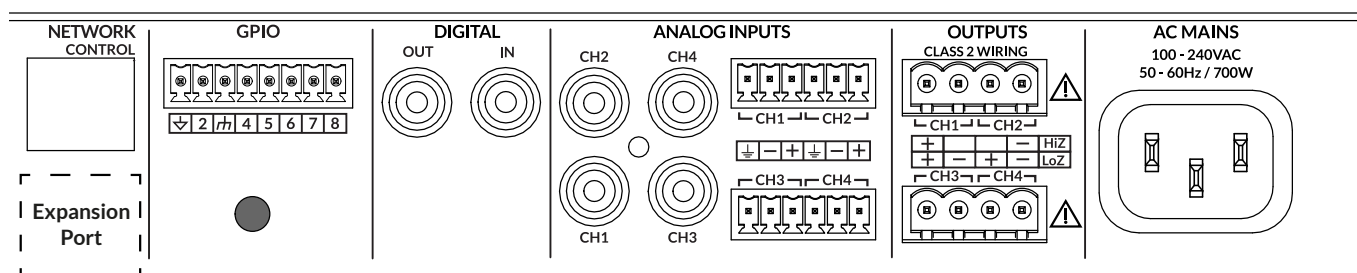 NETWORK
CONTROL
GPIO
DIGITAL
ANALOG INPUTS
OUTPUTS
CLASS 2 WIRING
AC MAINS
100 - 240VAC
50 - 60Hz / 700W
OUT
IN
CH2
CH4
CH1
CH2
CH1
CH2
2 4 5 6 7 8
- + - +
+ - HiZ
+ - + - LoZ
CH3
CH4
CH3
CH4
CH1
CH3
Expansion
Port